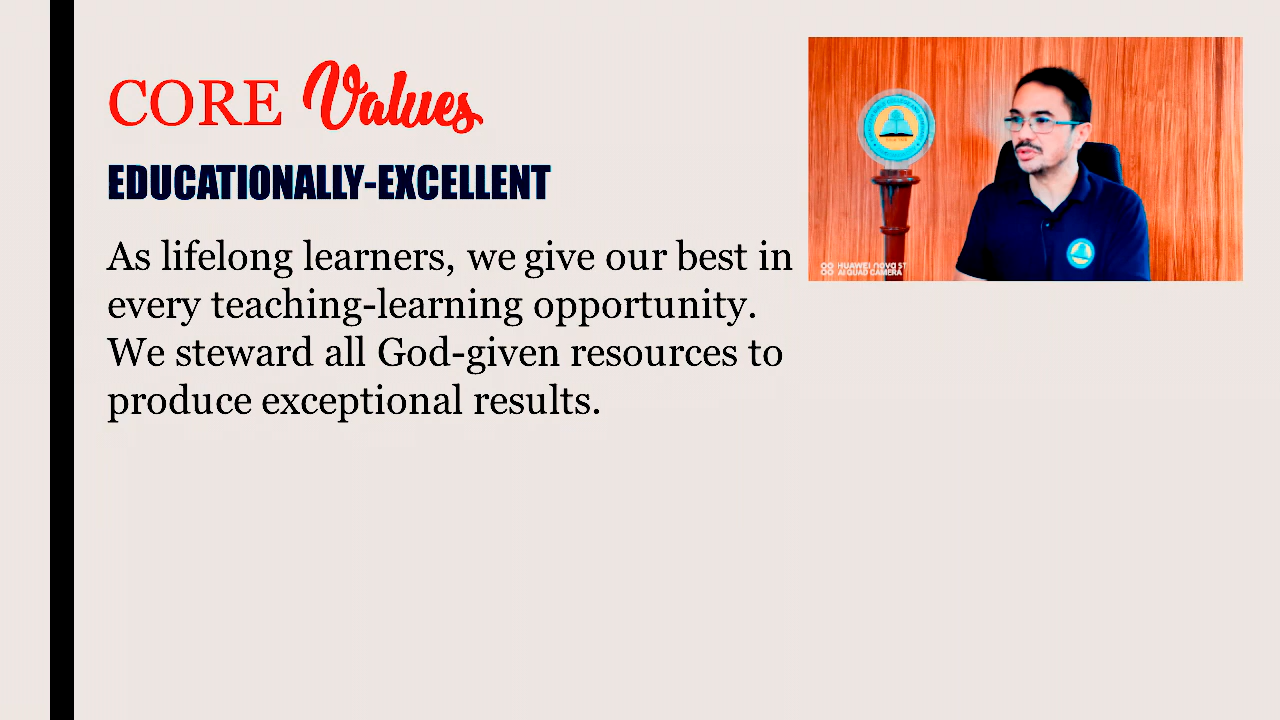 CORE Values
EDUCATIONALLY-EXCELLENT
As lifelong learners, we give our best in
every teaching-learning opportunity.
We steward all God-given resources to
produce exceptional results.
HUAWEI nova 5T
AI QUAD CAMERA